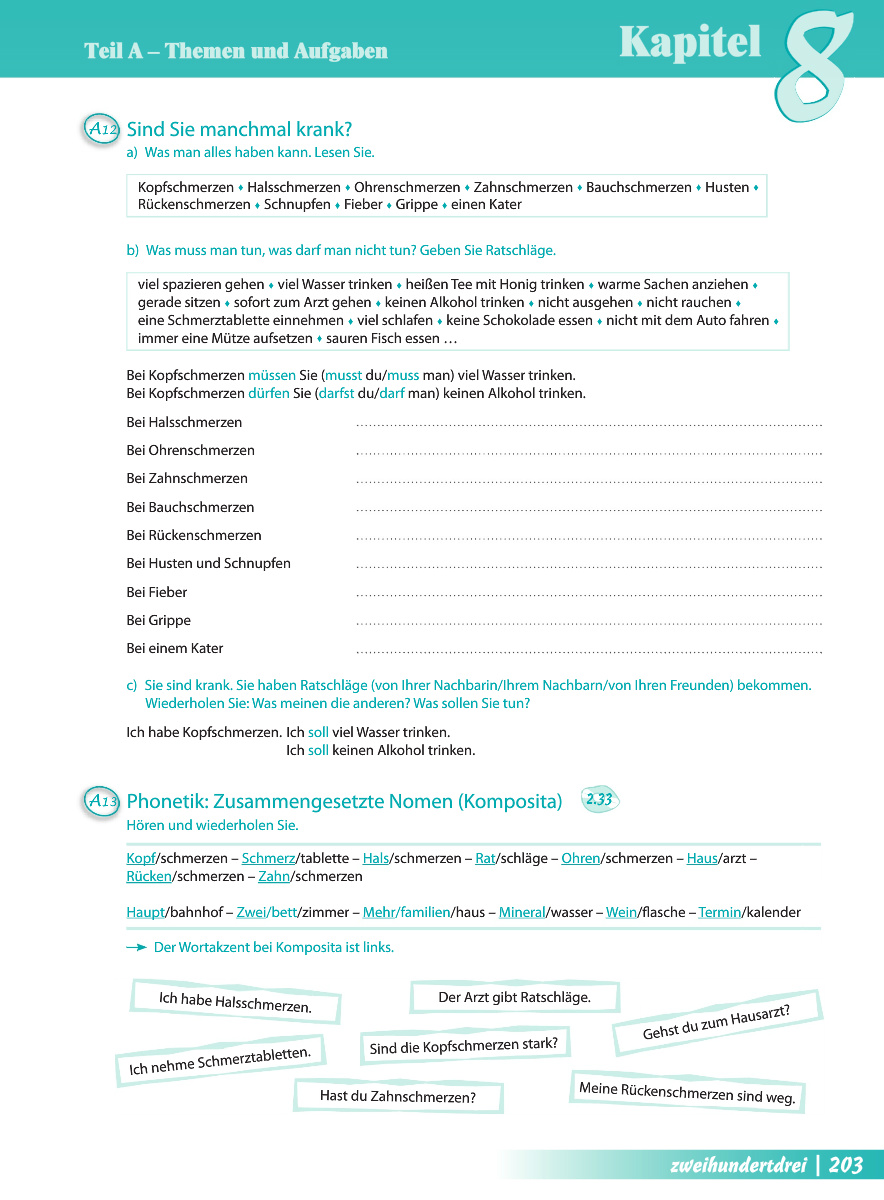 Teil A – Themen und Aufgaben
Kapitel 8
A12 Sind Sie manchmal krank?
a) Was man alles haben kann. Lesen Sie.
Kopfschmerzen ♦ Halsschmerzen ♦ Ohrenschmerzen ♦ Zahnschmerzen ♦ Bauchschmerzen ♦ Husten ♦
Rückenschmerzen ♦ Schnupfen ♦ Fieber ♦ Grippe ♦ einen Kater
b) Was muss man tun, was darf man nicht tun? Geben Sie Ratschläge.
viel spazieren gehen ♦ viel Wasser trinken ♦ heißen Tee mit Honig trinken ♦ warme Sachen anziehen ♦
gerade sitzen ♦ sofort zum Arzt gehen ♦ keinen Alkohol trinken ♦ nicht ausgehen ♦ nicht rauchen ♦
eine Schmerztablette einnehmen ♦ viel schlafen ♦ keine Schokolade essen ♦ nicht mit dem Auto fahren ♦
immer eine Mütze aufsetzen ♦ sauren Fisch essen …
Bei Kopfschmerzen müssen Sie (musst du/muss man) viel Wasser trinken.
Bei Kopfschmerzen dürfen Sie (darfst du/darf man) keinen Alkohol trinken.
Bei Halsschmerzen
Bei Ohrenschmerzen
Bei Zahnschmerzen
Bei Bauchschmerzen
Bei Rückenschmerzen
Bei Husten und Schnupfen
Bei Fieber
Bei Grippe
Bei einem Kater
c) Sie sind krank. Sie haben Ratschläge (von Ihrer Nachbarin/Ihrem Nachbarn/von Ihren Freunden) bekommen.
Wiederholen Sie: Was meinen die anderen? Was sollen Sie tun?
Ich habe Kopfschmerzen. Ich soll viel Wasser trinken.
Ich soll keinen Alkohol trinken.
A13 Phonetik: Zusammengesetzte Nomen (Komposita) 2.33
Hören und wiederholen Sie.
Kopf/schmerzen – Schmerz/tablette – Hals/schmerzen – Rat/schläge – Ohren/schmerzen – Haus/arzt –
Rücken/schmerzen – Zahn/schmerzen
Haupt/bahnhof – Zwei/bett/zimmer – Mehr/familien/haus – Mineral/wasser – Wein/flasche – Termin/kalender
→ Der Wortakzent bei Komposita ist links.
Ich habe Halsschmerzen.
Der Arzt gibt Ratschläge.
Gehst du zum Hausarzt?
Ich nehme Schmerztabletten.
Sind die Kopfschmerzen stark?
Hast du Zahnschmerzen?
Meine Rückenschmerzen sind weg.
zweihundertdrei | 203